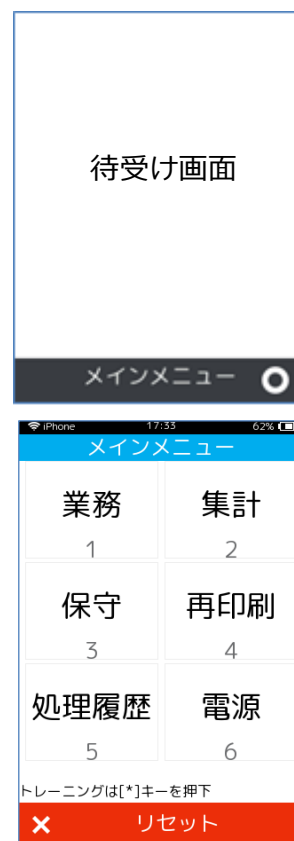 待受け画面
メインメニュー
iPhone 17:33 62%
メインメニュー
業務 集計
1 2
保守 再印刷
3 4
処理履歴 電源
5 6
トレーニングは[*]キーを押下
× リセット